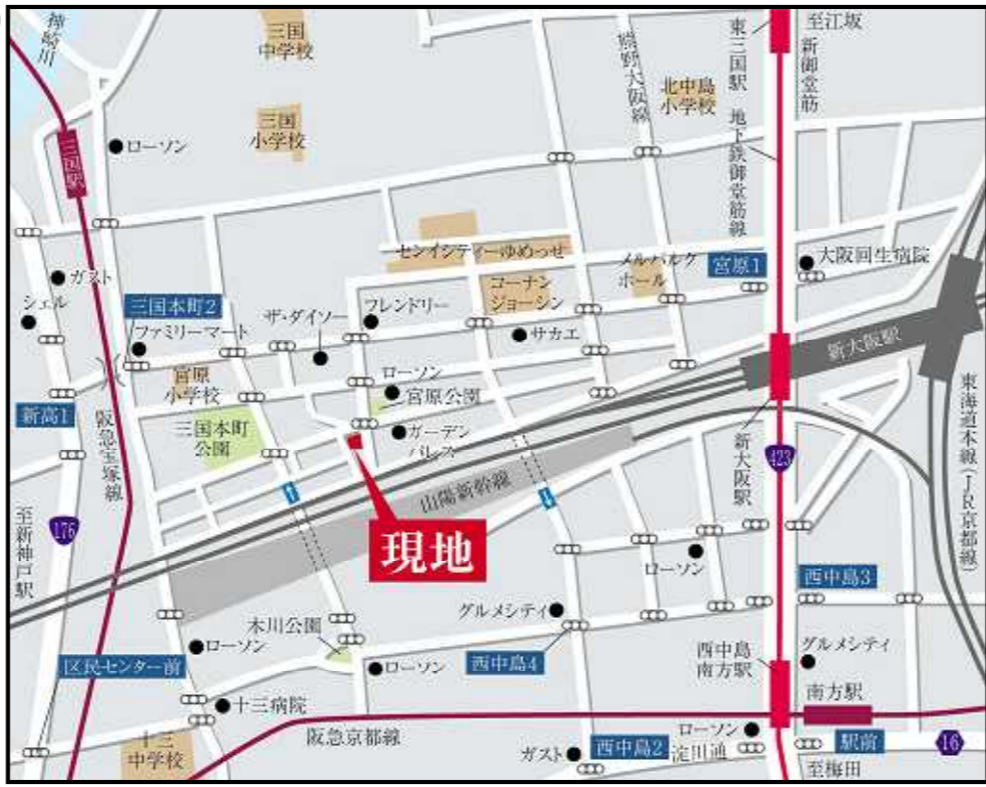 神崎川
三国
中学校
三国
小学校
熊野大阪線
北中島
小学校
東三国駅
至江坂
新御堂筋
地下鉄御堂筋線
ローソン
三国駅
センイシティーゆめっせ
ガスト
シェル
三国本町2
ファミリーマート
ザ・ダイソー
フレンドリー
コーナン
ジョーシン
サカエ
メルパルク
ホール
宮原1
大阪回生病院
新大阪駅
宮原
小学校
ローソン
宮原公園
新高1
阪急宝塚線
三国本町
公園
ガーデン
パレス
山陽新幹線
新大阪駅
423
東海道本線(JR京都線)
176
至新神戸駅
現地
ローソン
西中島3
木川公園
グルメシティ
区民センター前
ローソン
ローソン
西中島4
西中島
南方駅
グルメシティ
十三病院
南方駅
十三
中学校
阪急京都線
ガスト
西中島2
ローソン
淀川通
駅前
16
至梅田